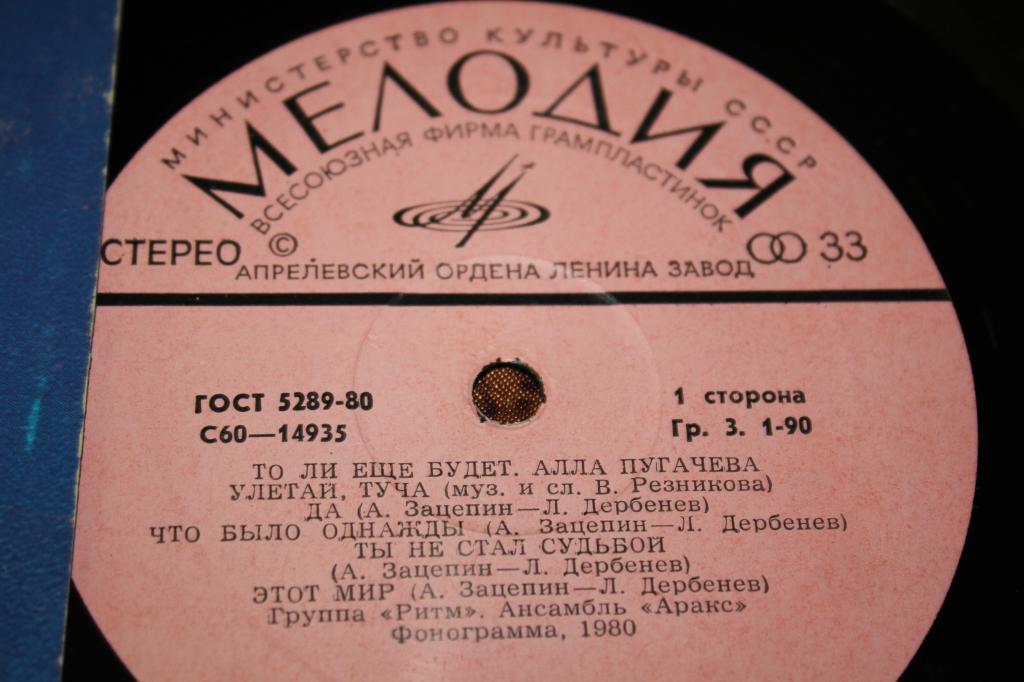 МИНИСТЕРСТВО КУЛЬТУРЫ СССР
МЕЛОДИЯ
ВСЕСОЮЗНАЯ ФИРМА ГРАМПЛАСТИНОК
СТЕРЕО © 33
АПРЕЛЕВСКИЙ ОРДЕНА ЛЕНИНА ЗАВОД
ГОСТ 5289-80 1 сторона
С60—14935 Гр. 3. 1-90
ТО ЛИ ЕЩЕ БУДЕТ. АЛЛА ПУГАЧЕВА
УЛЕТАЙ, ТУЧА (муз. и сл. В. Резникова)
ДА (А. Зацепин—Л. Дербенев)
ЧТО БЫЛО ОДНАЖДЫ (А. Зацепин—Л. Дербенев)
ТЫ НЕ СТАЛ СУДЬБОЙ
(А. Зацепин—Л. Дербенев)
ЭТОТ МИР (А. Зацепин—Л. Дербенев)
Группа «Ритм». Ансамбль «Аракс»
Фонограмма, 1980